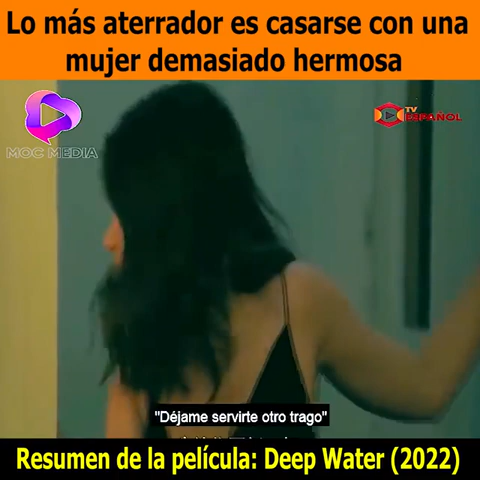 Lo más aterrador es casarse con una
mujer demasiado hermosa
MOC MEDIA
TV
ESPAÑOL
"Déjame servirte otro trago"
Resumen de la película: Deep Water (2022)